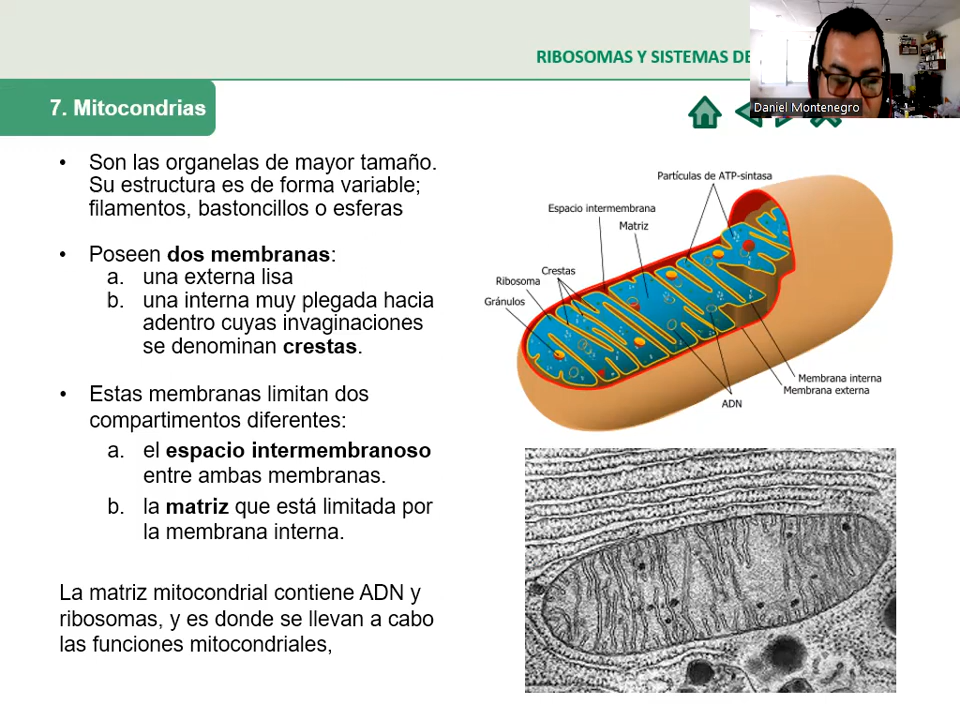 RIBOSOMAS Y SISTEMAS DE
Daniel Montenegro
7. Mitocondrias
• Son las organelas de mayor tamaño.
Su estructura es de forma variable;
filamentos, bastoncillos o esferas
• Poseen dos membranas:
a. una externa lisa
b. una interna muy plegada hacia
adentro cuyas invaginaciones
se denominan crestas.
• Estas membranas limitan dos
compartimentos diferentes:
a. el espacio intermembranoso
entre ambas membranas.
b. la matriz que está limitada por
la membrana interna.
La matriz mitocondrial contiene ADN y
ribosomas, y es donde se llevan a cabo
las funciones mitocondriales,
Partículas de ATP-sintasa
Espacio intermembrana
Matriz
Crestas
Ribosoma
Gránulos
Membrana interna
Membrana externa
ADN